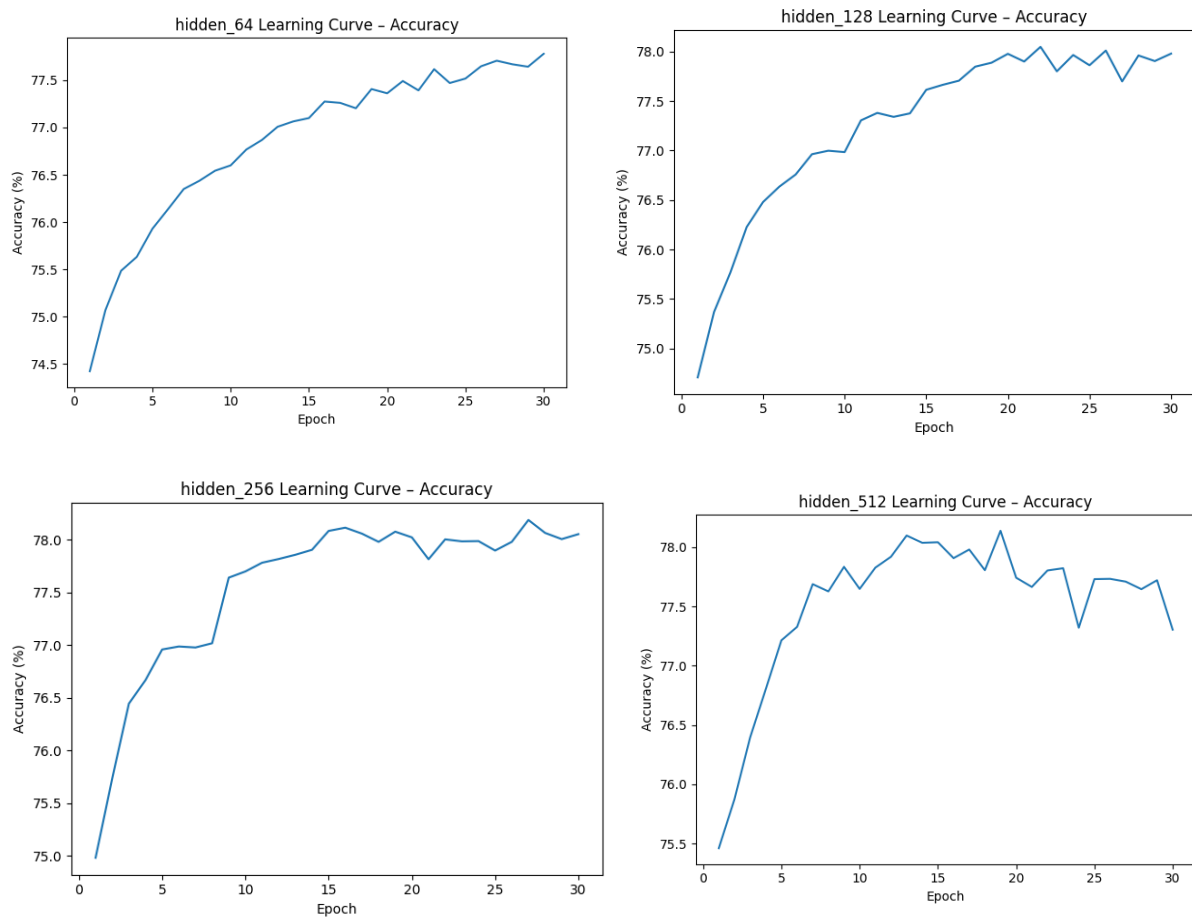 hidden_64 Learning Curve – Accuracy
Accuracy (%)
77.5
77.0
76.5
76.0
75.5
75.0
74.5
0 5 10 15 20 25 30
Epoch
hidden_128 Learning Curve – Accuracy
Accuracy (%)
78.0
77.5
77.0
76.5
76.0
75.5
75.0
0 5 10 15 20 25 30
Epoch
hidden_256 Learning Curve – Accuracy
Accuracy (%)
78.0
77.5
77.0
76.5
76.0
75.5
75.0
0 5 10 15 20 25 30
Epoch
hidden_512 Learning Curve – Accuracy
Accuracy (%)
78.0
77.5
77.0
76.5
76.0
75.5
0 5 10 15 20 25 30
Epoch